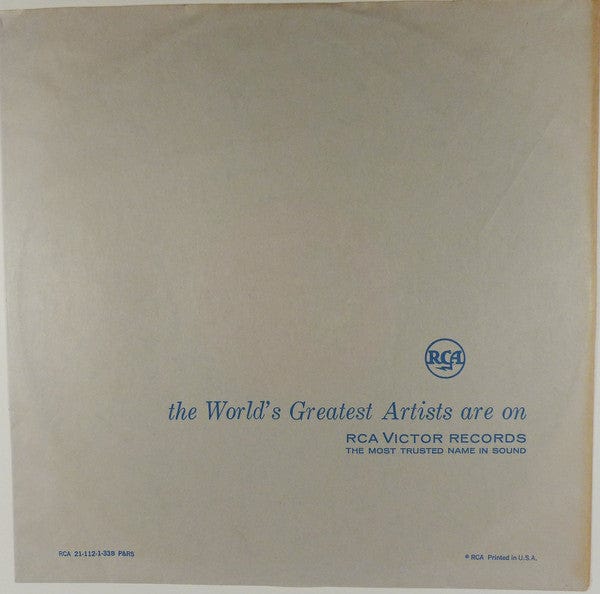 RCA
the World's Greatest Artists are on
RCA VICTOR RECORDS
THE MOST TRUSTED NAME IN SOUND
RCA 21-112-1-33B P&RS
® RCA Printed in U.S.A.